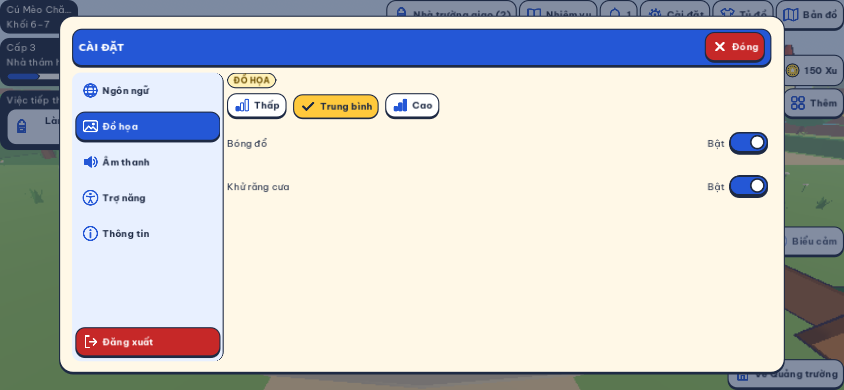 Cú Mèo Chă...
Khối 6-7
Nhà trường giao (2)
Nhiệm vụ
1
Cài đặt
Tủ đồ
Bản đồ
Cấp 3
Nhà thám h
150 Xu
Việc tiếp th
Là
Thêm
Biểu cảm
Về Quảng trường
CÀI ĐẶT
Đóng
Ngôn ngữ
Đồ họa
Âm thanh
Trợ năng
Thông tin
Đăng xuất
ĐỒ HỌA
Thấp
Trung bình
Cao
Bóng đổ
Bật
Khử răng cưa
Bật